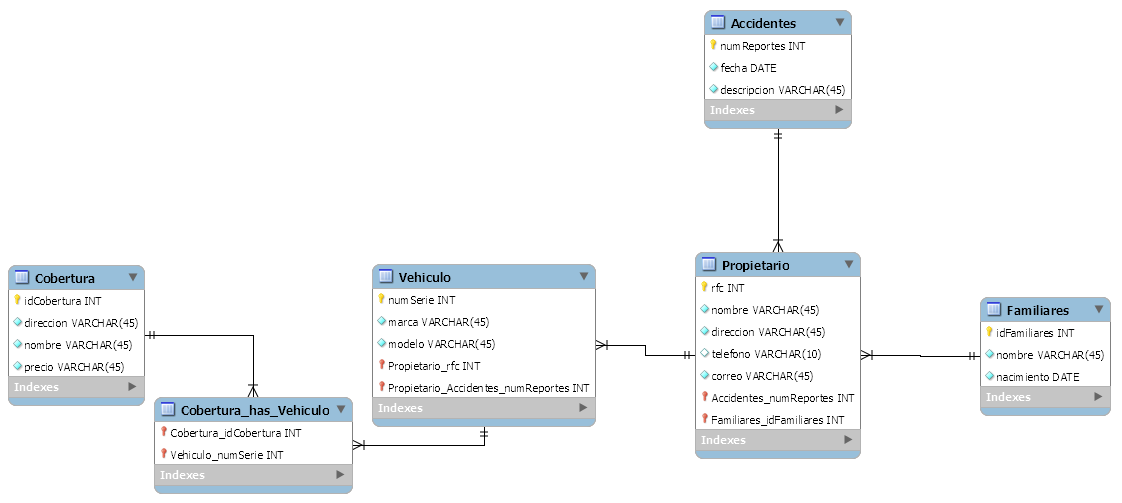 Accidentes
numReportes INT
fecha DATE
descripcion VARCHAR(45)
Indexes
Cobertura
idCobertura INT
direccion VARCHAR(45)
nombre VARCHAR(45)
precio VARCHAR(45)
Indexes
Cobertura_has_Vehiculo
Cobertura_idCobertura INT
Vehiculo_numSerie INT
Indexes
Vehiculo
numSerie INT
marca VARCHAR(45)
modelo VARCHAR(45)
Propietario_rfc INT
Propietario_Accidentes_numReportes INT
Indexes
Propietario
rfc INT
nombre VARCHAR(45)
direccion VARCHAR(45)
telefono VARCHAR(10)
correo VARCHAR(45)
Accidentes_numReportes INT
Familiares_idFamiliares INT
Indexes
Familiares
idFamiliares INT
nombre VARCHAR(45)
nacimiento DATE
Indexes